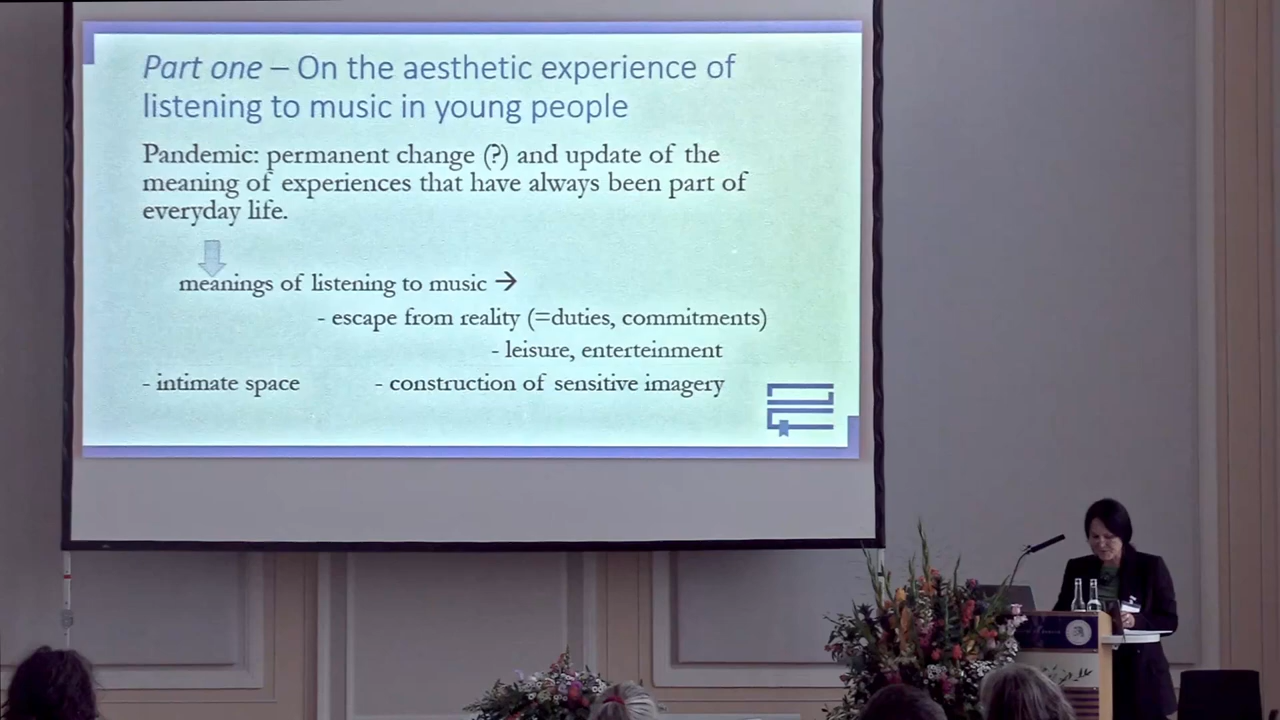 Part one – On the aesthetic experience of
listening to music in young people
Pandemic: permanent change (?) and update of the
meaning of experiences that have always been part of
everyday life.
meanings of listening to music →
- escape from reality (=duties, commitments)
- leisure, enterteinment
- intimate space - construction of sensitive imagery